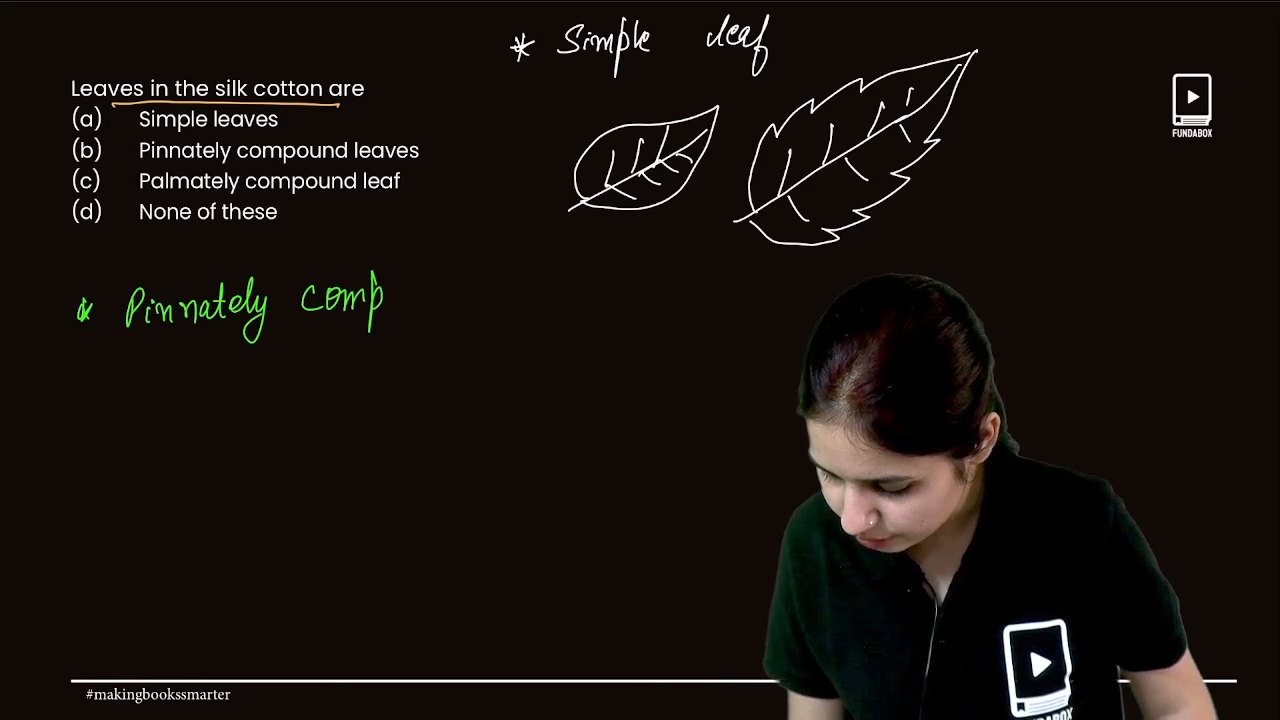 * Simple leaf
Leaves in the silk cotton are
(a) Simple leaves
(b) Pinnately compound leaves
(c) Palmately compound leaf
(d) None of these
FUNDABOX
* Pinnately comp
#makingbookssmarter